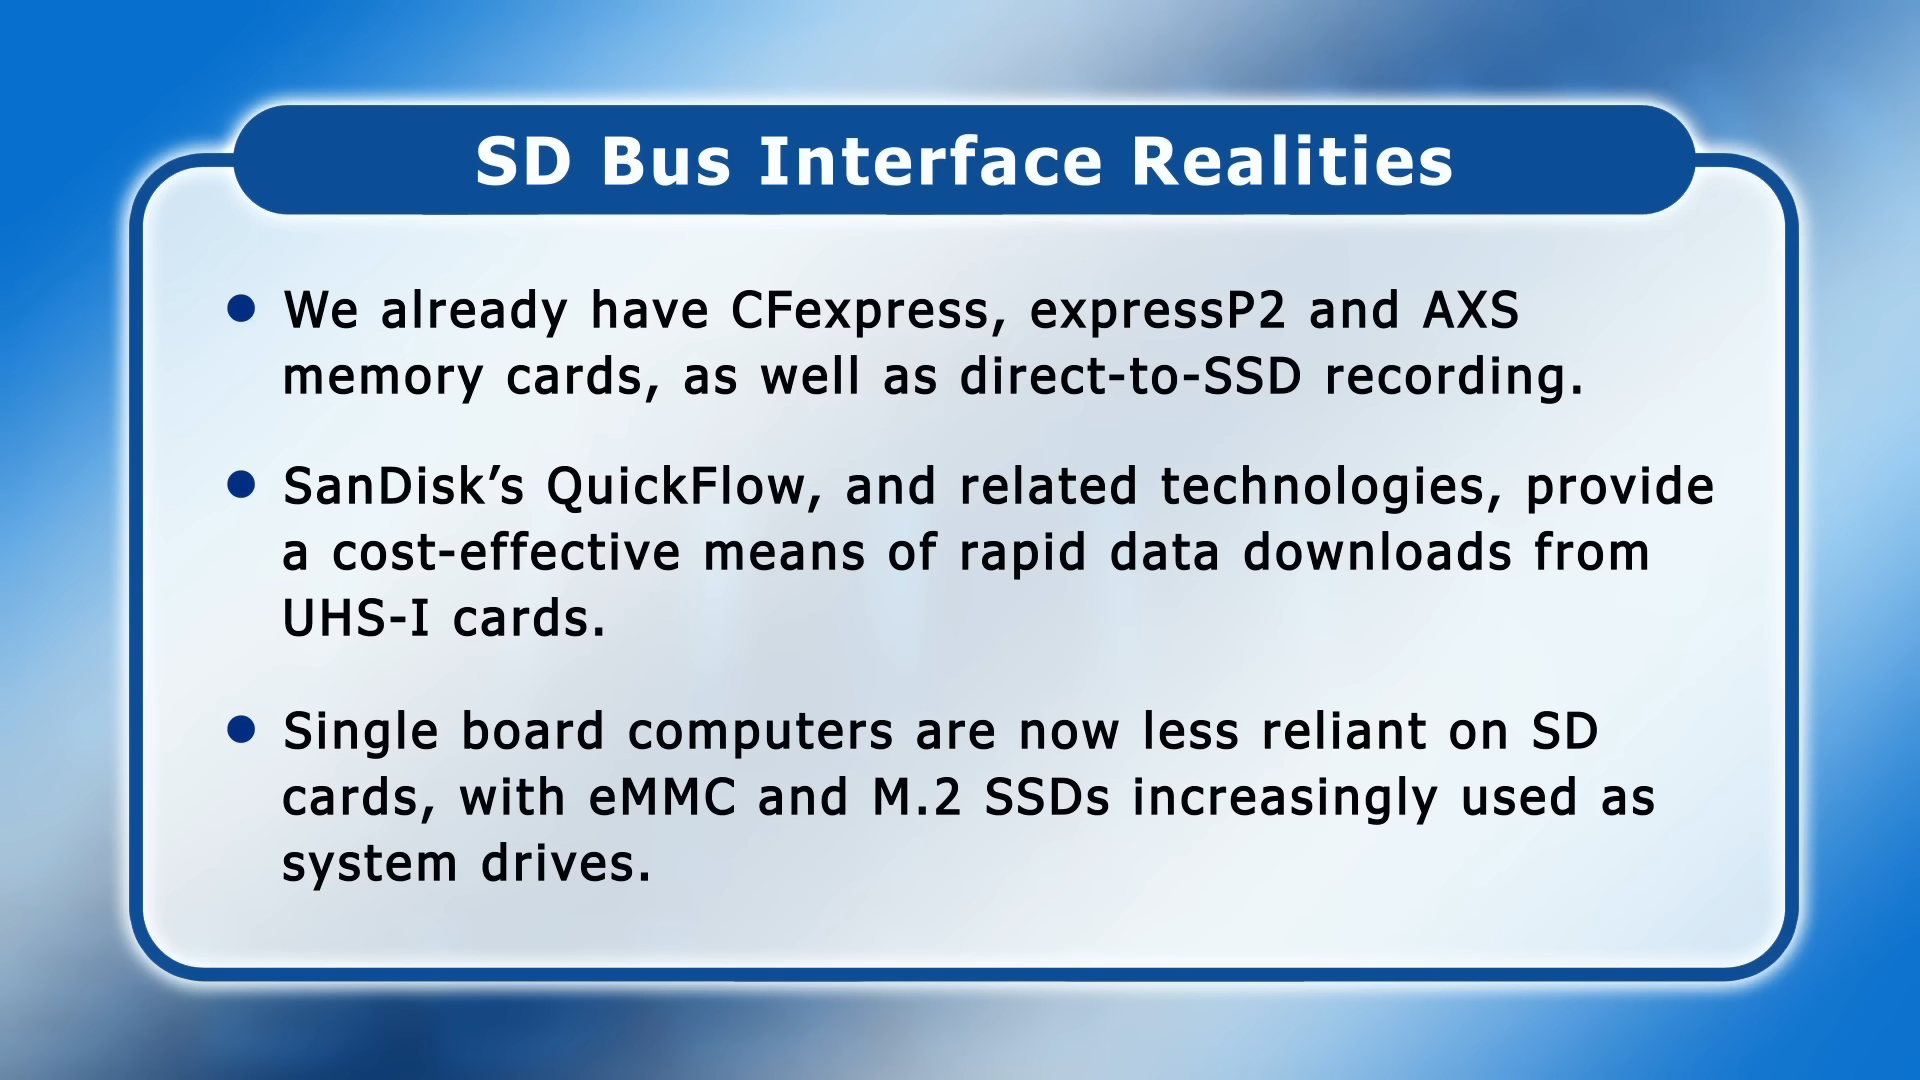 SD Bus Interface Realities
We already have CFexpress, expressP2 and AXS
memory cards, as well as direct-to-SSD recording.
SanDisk’s QuickFlow, and related technologies, provide
a cost-effective means of rapid data downloads from
UHS-I cards.
Single board computers are now less reliant on SD
cards, with eMMC and M.2 SSDs increasingly used as
system drives.